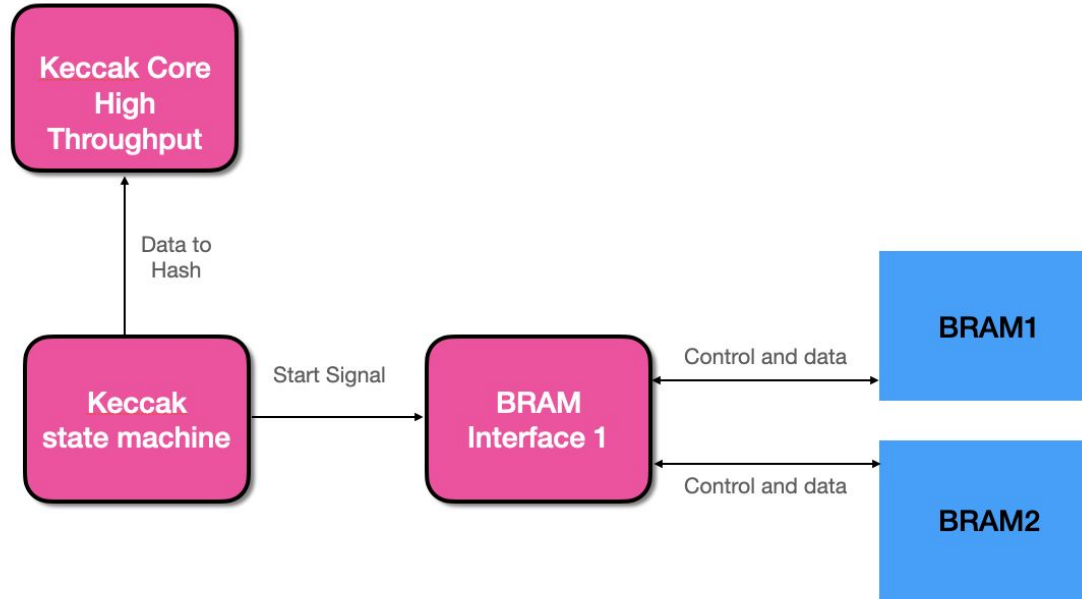 Keccak Core
High
Throughput
Data to
Hash
Keccak
state machine
Start Signal
BRAM
Interface 1
Control and data
Control and data
BRAM1
BRAM2